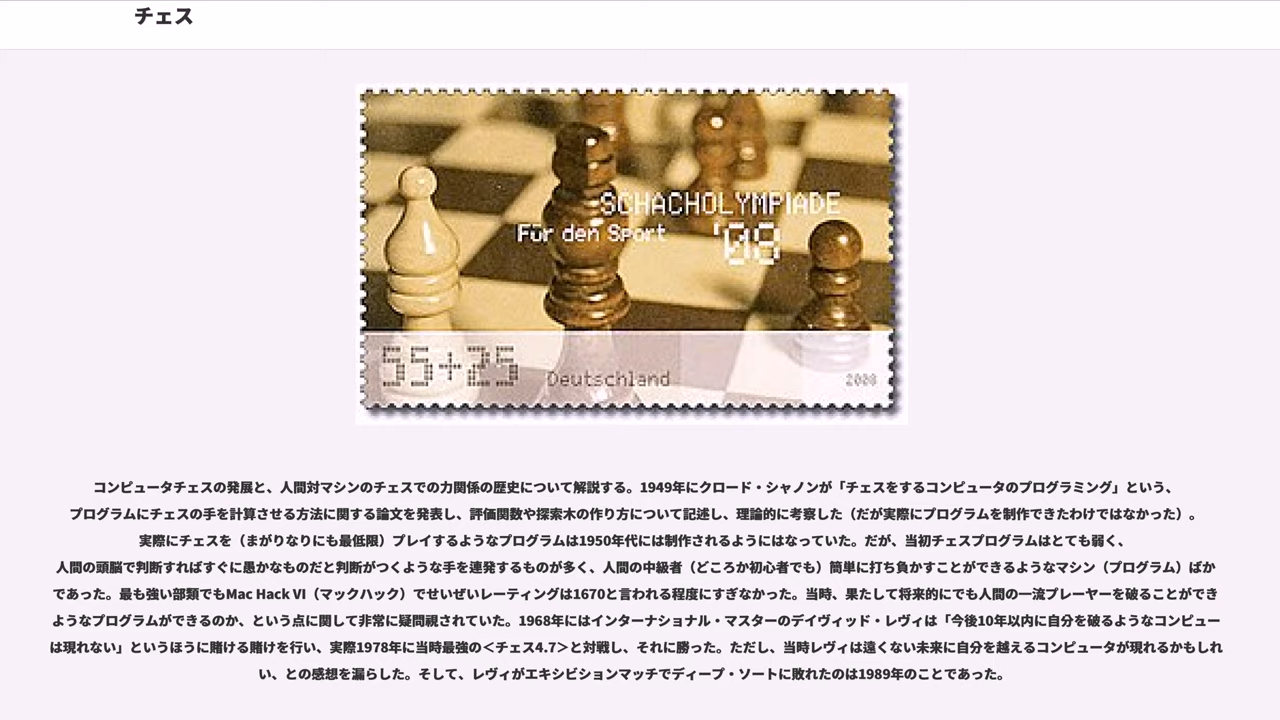 チェス
SCHACHOLYMPIADE
Für den Sport '08
55+25 Deutschland 2008
コンピュータチェスの発展と、人間対マシンのチェスでの力関係の歴史について解説する。1949年にクロード・シャノンが「チェスをするコンピュータのプログラミング」という、
プログラムにチェスの手を計算させる方法に関する論文を発表し、評価関数や探索木の作り方について記述し、理論的に考察した（だが実際にプログラムを制作できたわけではなかった）。
実際にチェスを（まがりなりにも最低限）プレイするようなプログラムは1950年代には制作されるようにはなっていた。だが、当初チェスプログラムはとても弱く、
人間の頭脳で判断すればすぐに愚かなものだと判断がつくような手を連発するものが多く、人間の中級者（どころか初心者でも）簡単に打ち負かすことができるようなマシン（プログラム）ばか
であった。最も強い部類でもMac Hack VI（マックハック）でせいぜいレーティングは1670と言われる程度にすぎなかった。当時、果たして将来的にでも人間の一流プレーヤーを破ることができ
ようなプログラムができるのか、という点に関して非常に疑問視されていた。1968年にはインターナショナル・マスターのデイヴィッド・レヴィは「今後10年以内に自分を破るようなコンピュー
は現れない」というほうに賭ける賭けを行い、実際1978年に当時最強の＜チェス4.7＞と対戦し、それに勝った。ただし、当時レヴィは遠くない未来に自分を越えるコンピュータが現れるかもしれ
い、との感想を漏らした。そして、レヴィがエキシビションマッチでディープ・ソートに敗れたのは1989年のことであった。